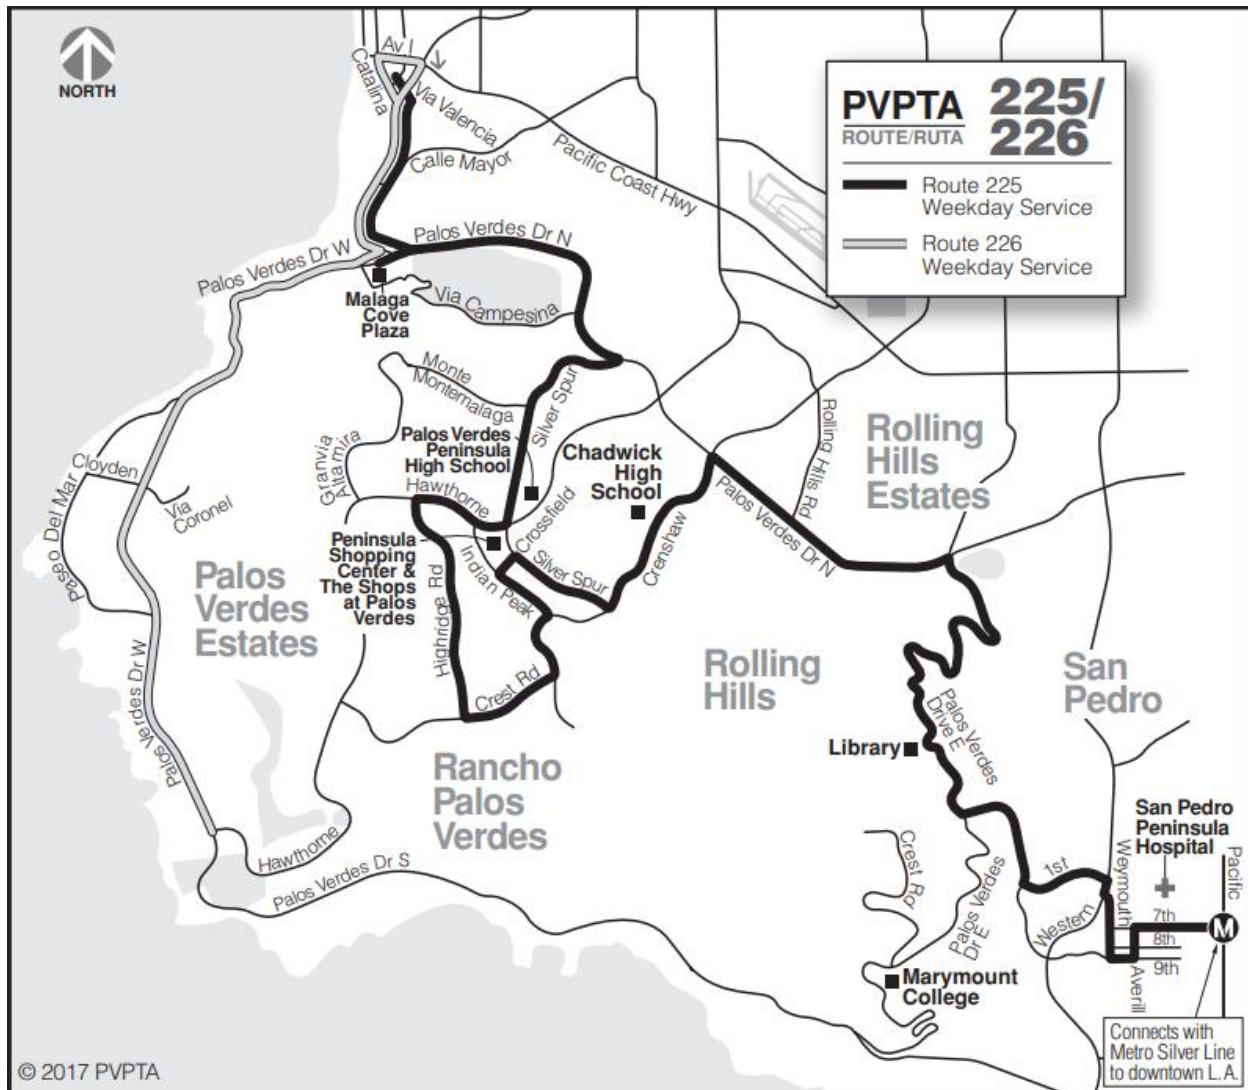 NORTH
Av I
Catalina
Via Valencia
Calle Mayor
Pacific Coast Hwy
PVPTA
ROUTE/RUTA
225/
226
Route 225
Weekday Service
Route 226
Weekday Service
Palos Verdes Dr W
Palos Verdes Dr N
Malaga
Cove
Plaza
Via Campesina
Monte
Montemalaga
Silver Spur
Granvia
Altamira
Palos Verdes
Peninsula
High School
Hawthorne
Chadwick
High
School
Crossfield
Rolling Hills Rd
Rolling
Hills
Estates
Cloyden
Via
Coronel
Paseo Del Mar
Palos
Verdes
Estates
Peninsula
Shopping
Center &
The Shops
at Palos
Verdes
Indian Peak
Silver Spur
Crenshaw
Palos Verdes Dr N
Highridge Rd
Crest Rd
Rolling
Hills
San
Pedro
Palos Verdes Dr W
Palos Verdes
Drive E
Library
Rancho
Palos
Verdes
Hawthorne
Palos Verdes Dr S
Crest Rd
Palos Verdes
Dr E
Marymount
College
1st
Western
Weymouth
San Pedro
Peninsula
Hospital
Pacific
7th
8th
9th
M
Averill
Connects with
Metro Silver Line
to downtown L.A.
© 2017 PVPTA